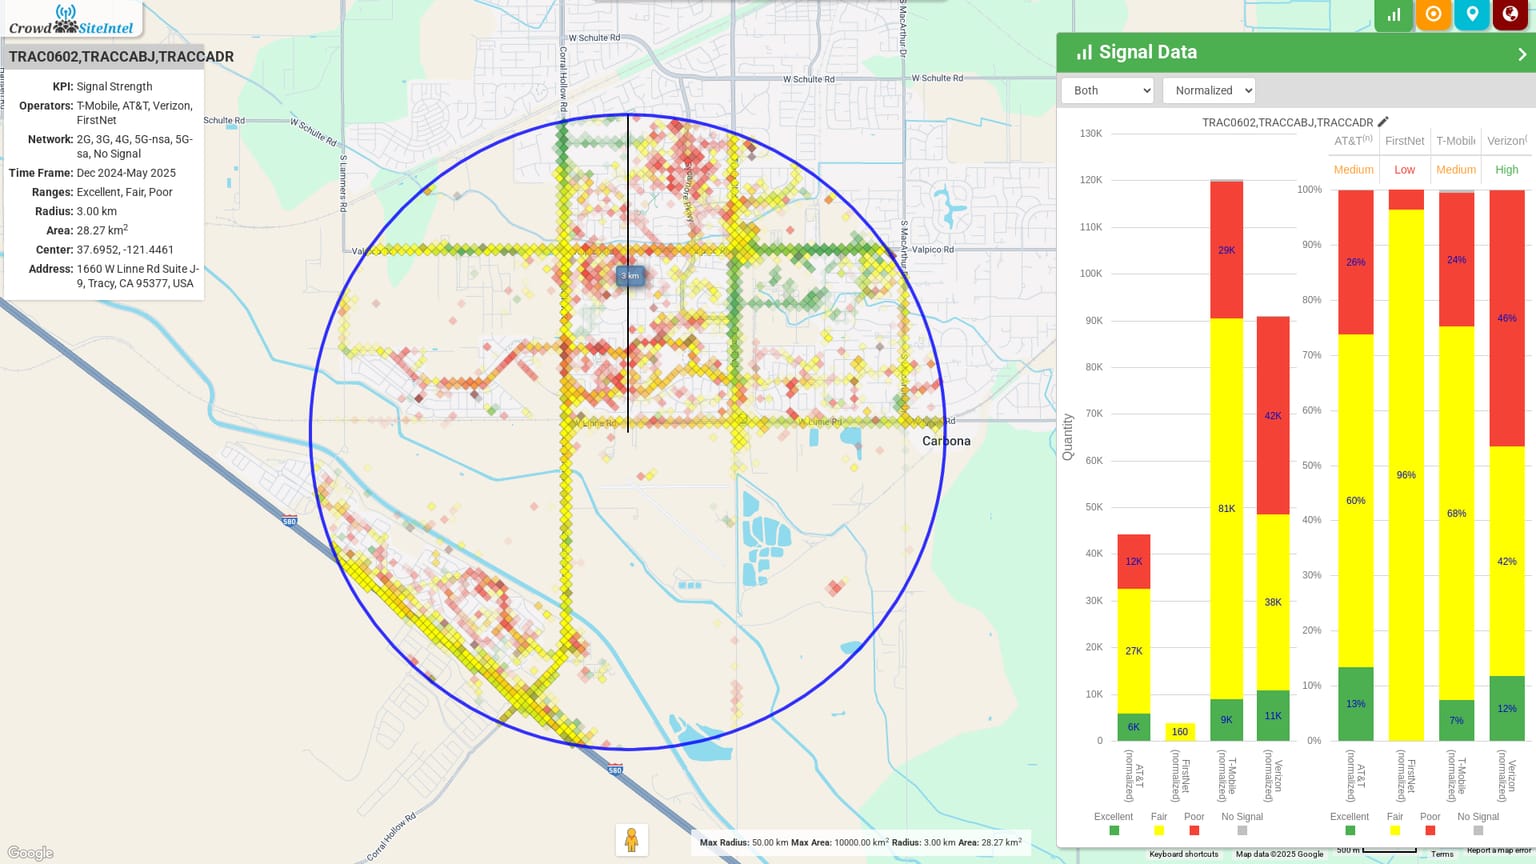 Crowd SiteIntel
TRAC0602,TRACCABJ,TRACCADR
KPI: Signal Strength
Operators: T-Mobile, AT&T, Verizon,
FirstNet
Network: 2G, 3G, 4G, 5G-nsa, 5G-
sa, No Signal
Time Frame: Dec 2024-May 2025
Ranges: Excellent, Fair, Poor
Radius: 3.00 km
Area: 28.27 km2
Center: 37.6952, -121.4461
Address: 1660 W Linne Rd Suite J-
9, Tracy, CA 95377, USA
W Schulte Rd
W Schulte Rd
W Schulte Rd
Schulte Rd
W Schulte Rd
Corral Hollow Rd
S MacArthur Dr
S Lammers Rd
S MacArthur
Valpico Rd
3 km
W Linne Rd
W Linne Rd
Rd
Carbona
580
580
Corral Hollow Rd
Google
Max Radius: 50.00 km Max Area: 10000.00 km2 Radius: 3.00 km Area: 28.27 km2
Signal Data
Both
Normalized
TRAC0602,TRACCABJ,TRACCADR
Quantity
130K
120K
110K
100K
90K
80K
70K
60K
50K
40K
30K
20K
10K
0
12K
27K
6K
160
29K
81K
9K
42K
38K
11K
AT&T
(normalized)
FirstNet
(normalized)
T-Mobile
(normalized)
Verizon
(normalized)
Excellent
Fair
Poor
No Signal
AT&T(n)
FirstNet
T-Mobile
Verizon(
Medium
Low
Medium
High
100%
90%
80%
70%
60%
50%
40%
30%
20%
10%
0%
26%
60%
13%
96%
24%
68%
7%
46%
42%
12%
AT&T
(normalized)
FirstNet
(normalized)
T-Mobile
(normalized)
Verizon
(normalized)
Excellent
Fair
Poor
No Signal
Keyboard shortcuts
Map data ©2025 Google
500 m
Terms
Report a map error